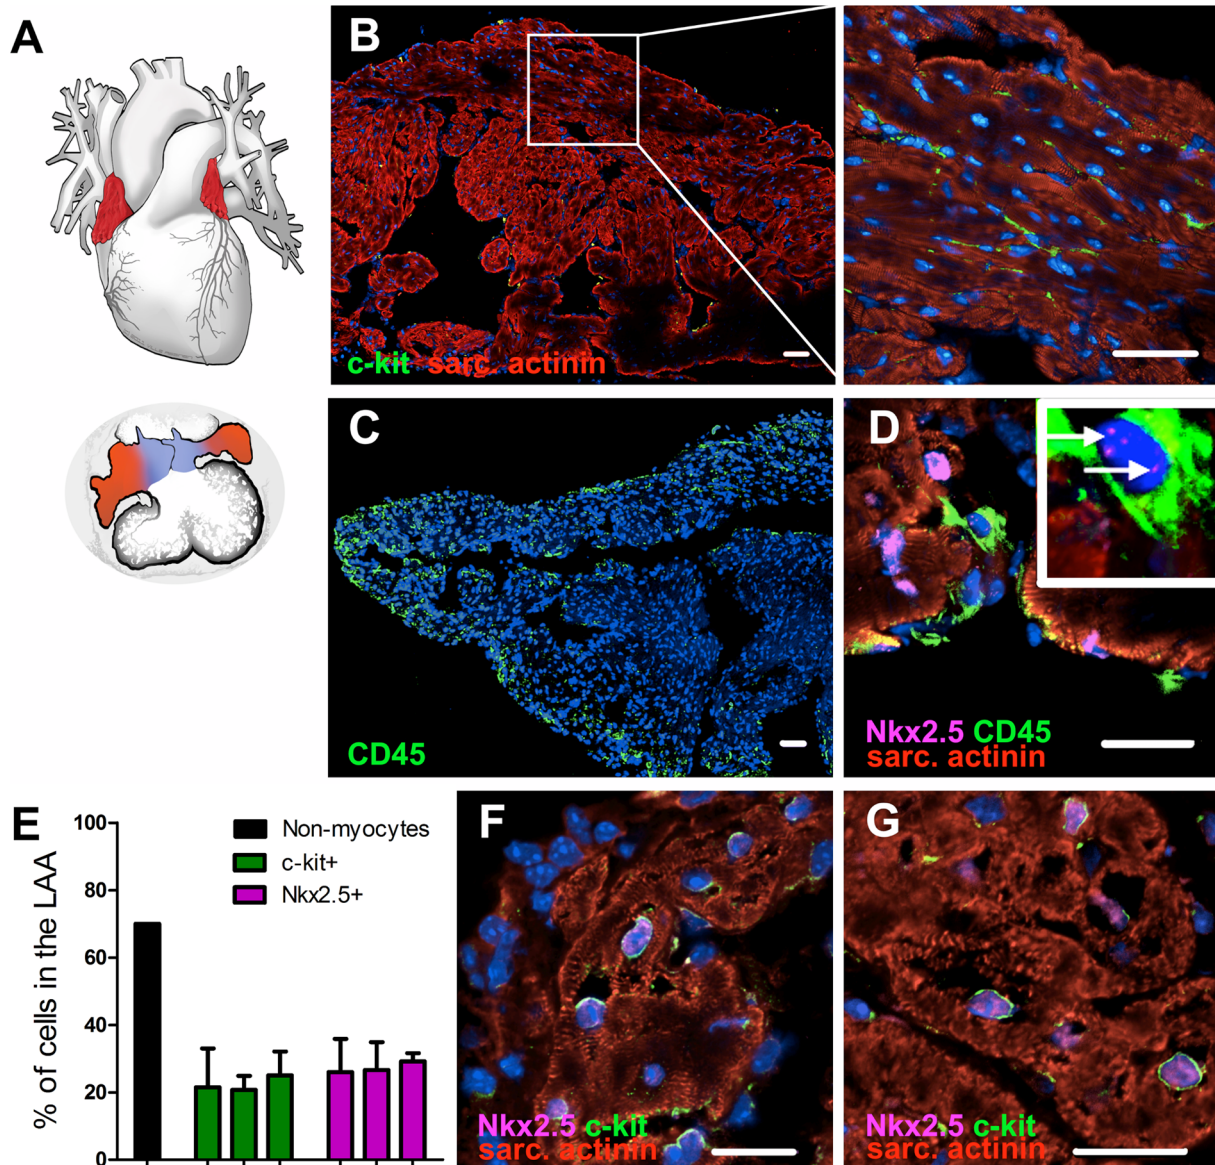 A
B
c-kit sarc. actinin
C
CD45
D
Nkx2.5 CD45
sarc. actinin
E
% of cells in the LAA
100
80
60
40
20
0
Non-myocytes
c-kit+
Nkx2.5+
F
Nkx2.5 c-kit
sarc. actinin
G
Nkx2.5 c-kit
sarc. actinin